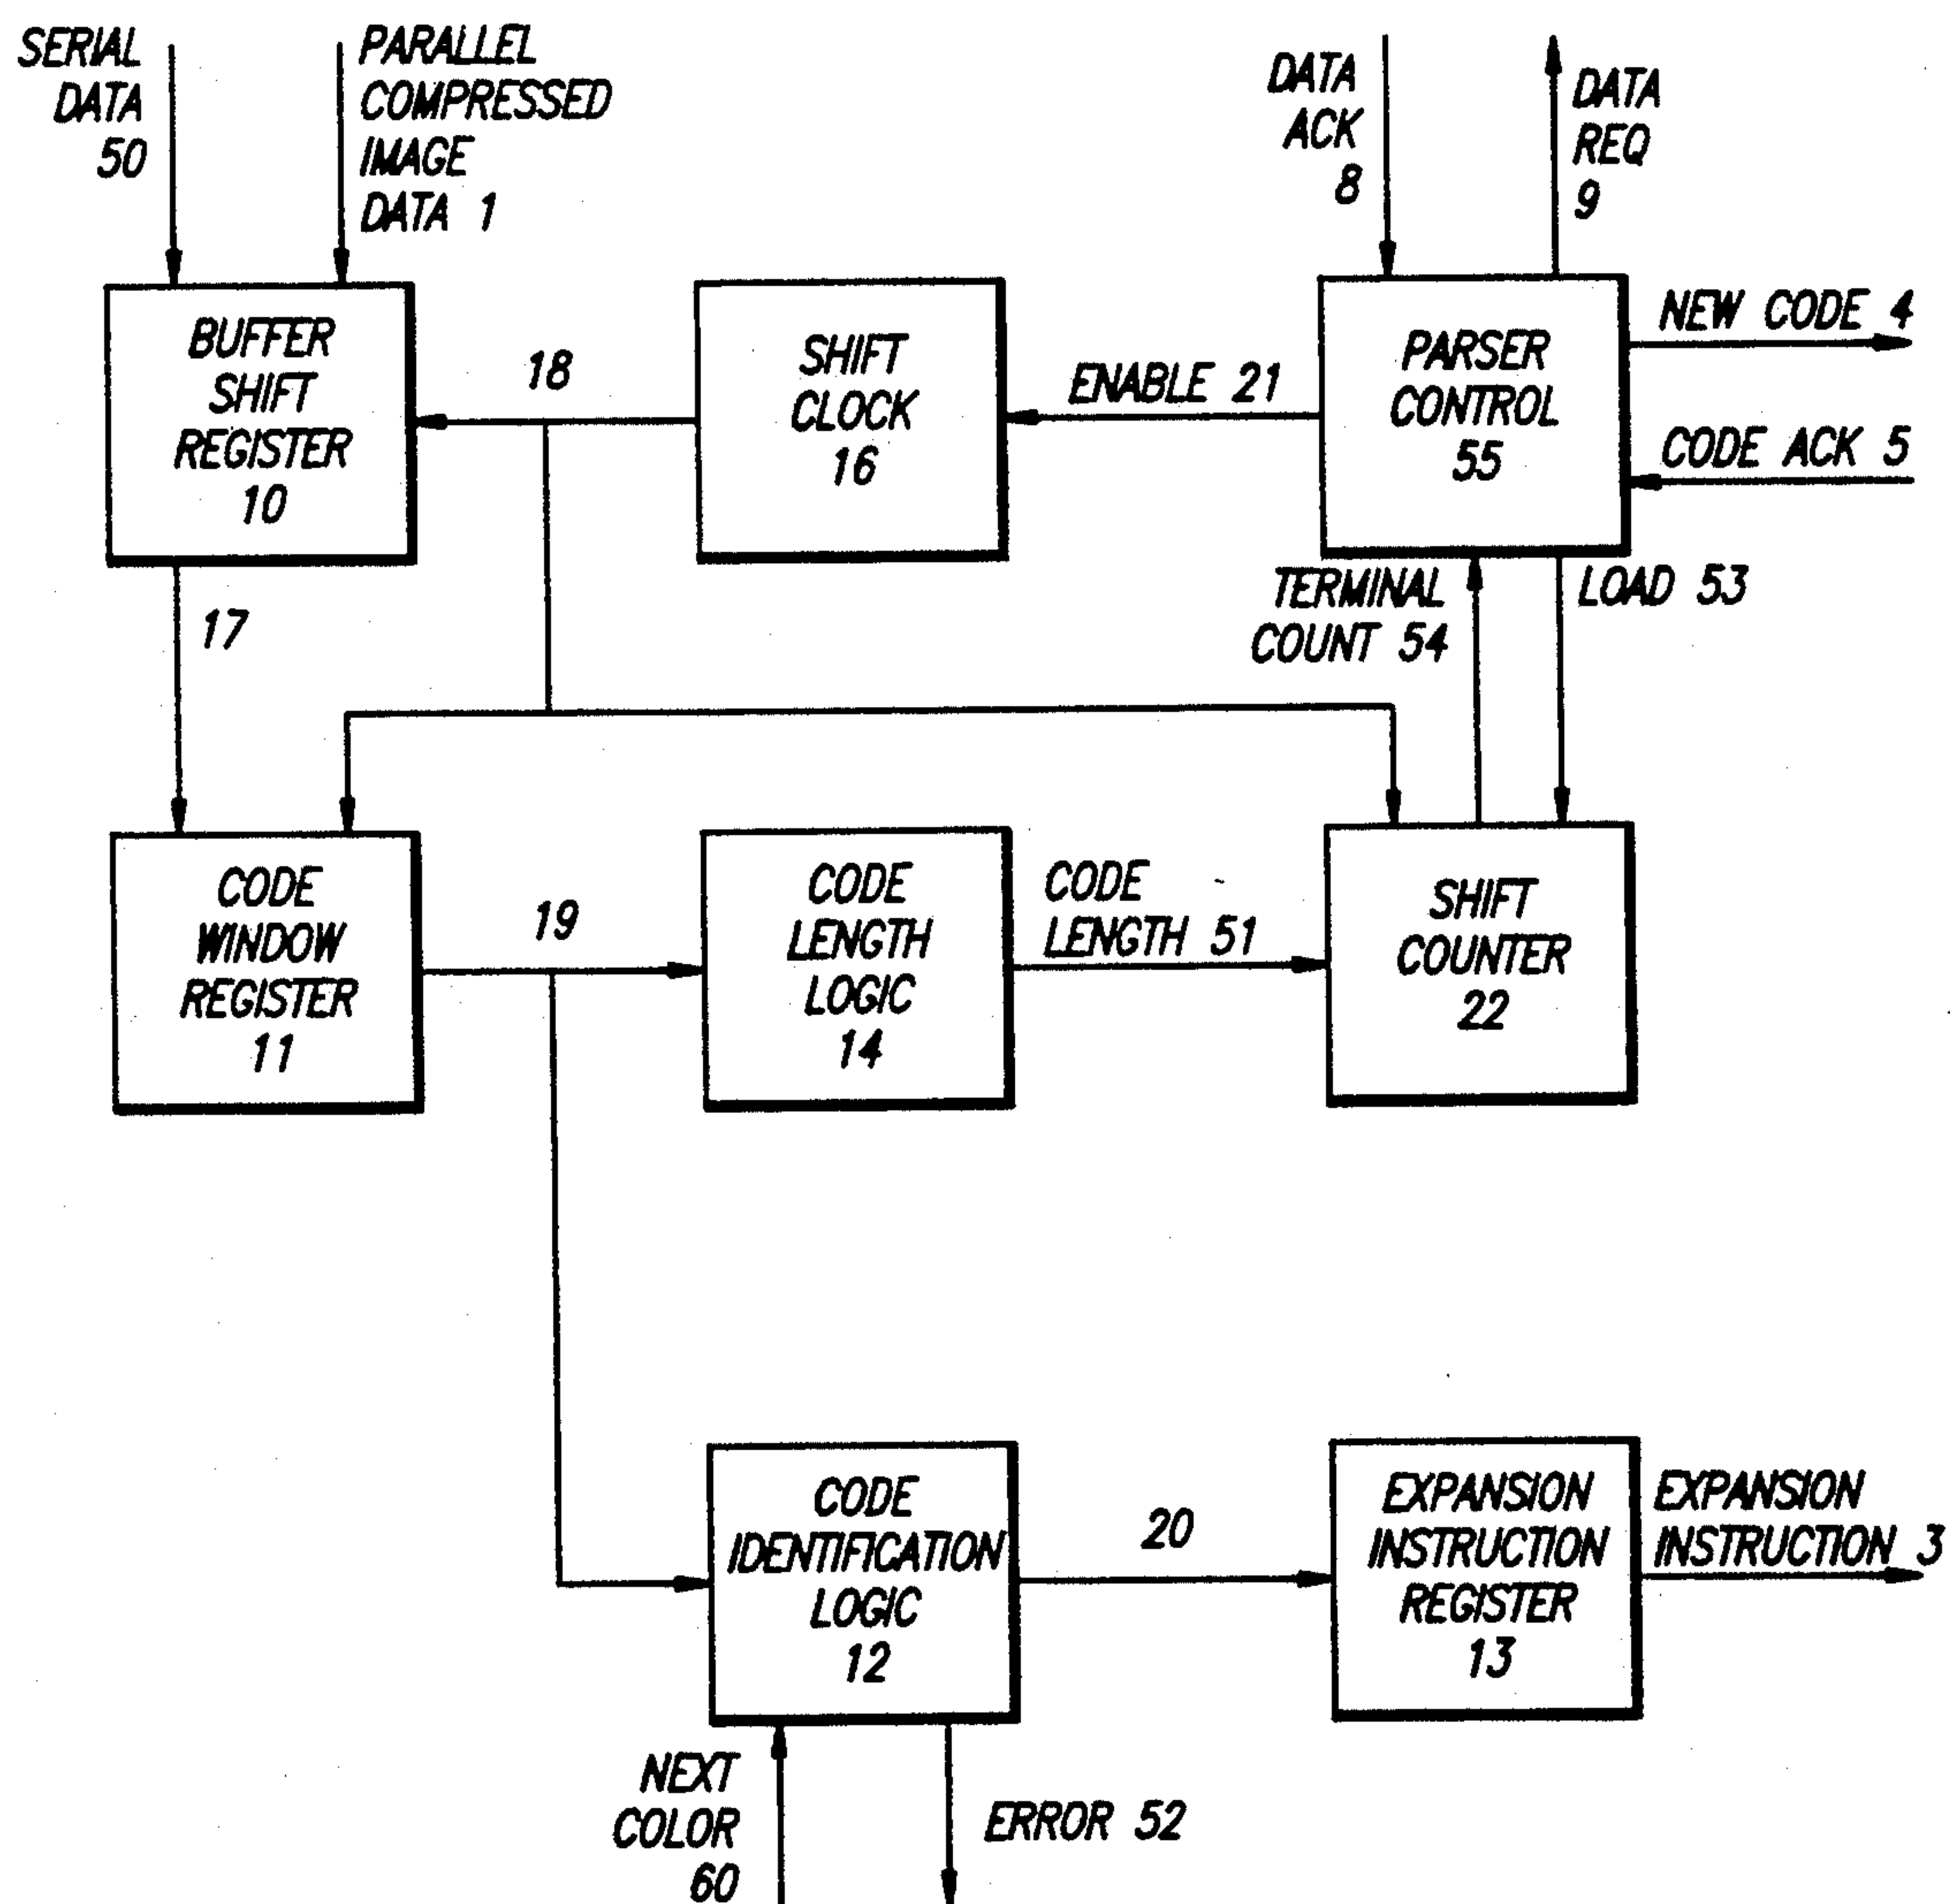 SERIAL
DATA
50
PARALLEL
COMPRESSED
IMAGE
DATA 1
DATA
ACK
8
DATA
REQ
9
BUFFER
SHIFT
REGISTER
10
18
SHIFT
CLOCK
16
ENABLE 21
PARSER
CONTROL
55
NEW CODE 4
CODE ACK 5
17
TERMINAL
COUNT 54
LOAD 53
CODE
WINDOW
REGISTER
11
19
CODE
LENGTH
LOGIC
14
CODE
LENGTH 51
SHIFT
COUNTER
22
CODE
IDENTIFICATION
LOGIC
12
20
EXPANSION
INSTRUCTION
REGISTER
13
EXPANSION
INSTRUCTION 3
NEXT
COLOR
60
ERROR 52